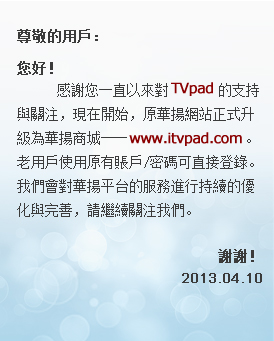 尊敬的用戶：
您好！
感謝您一直以來對 TVpad 的支持
與關注，現在開始，原華揚網站正式升
級為華揚商城——www.itvpad.com。
老用戶使用原有賬戶/密碼可直接登錄。
我們會對華揚平台的服務進行持續的優
化與完善，請繼續關注我們。
謝謝！
2013.04.10